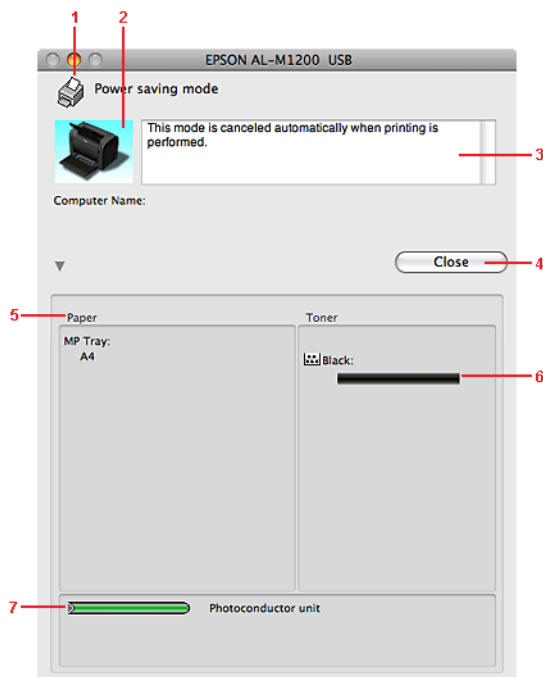 1 2
EPSON AL-M1200 USB
Power saving mode
This mode is canceled automatically when printing is
performed.
3
Computer Name:
Close
4
5
Paper
Toner
MP Tray:
A4
Black:
6
7
Photoconductor unit